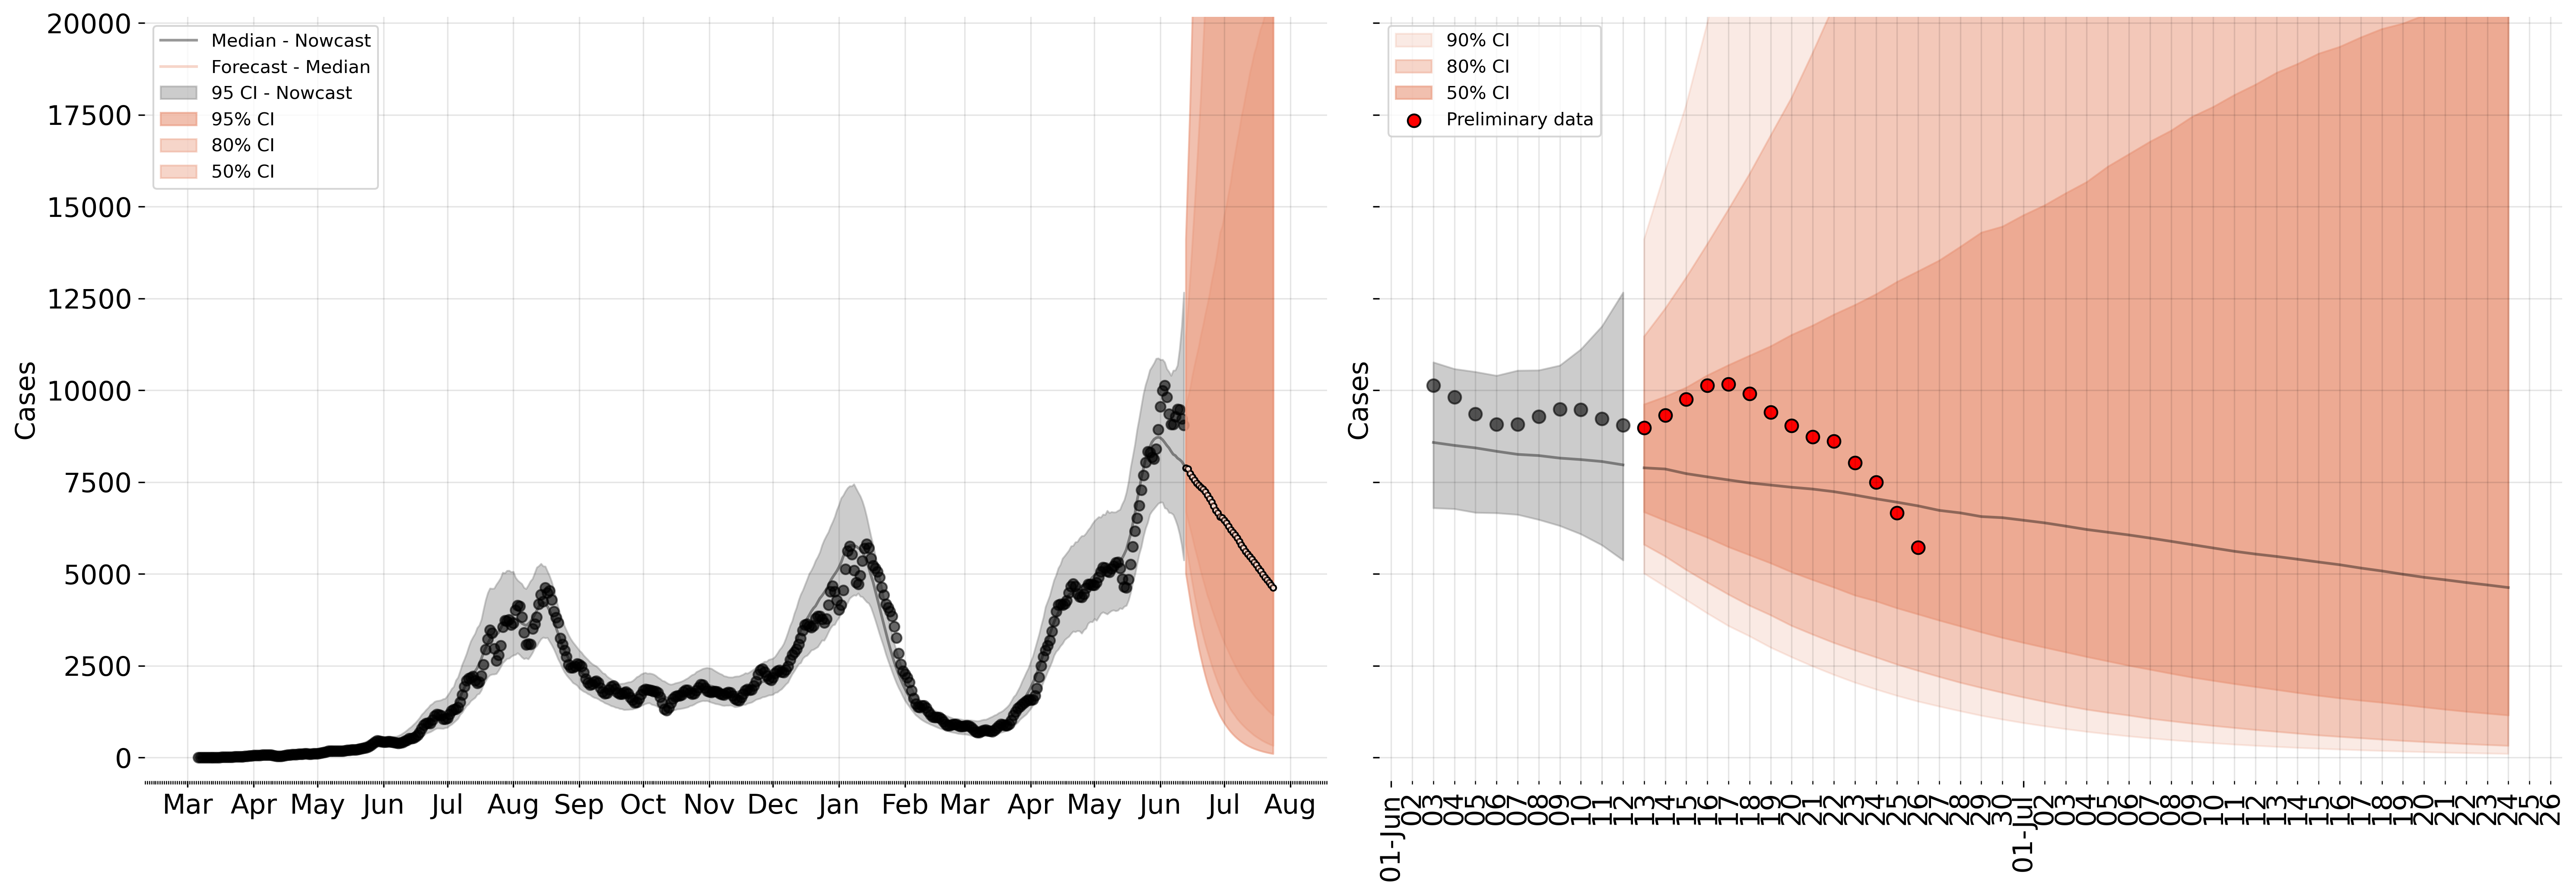 20000
17500
15000
12500
10000
7500
5000
2500
0
Cases
Median - Nowcast
Forecast - Median
95 CI - Nowcast
95% CI
80% CI
50% CI
Mar Apr May Jun Jul Aug Sep Oct Nov Dec Jan Feb Mar Apr May Jun Jul Aug
Cases
90% CI
80% CI
50% CI
Preliminary data
01-Jun 02 03 04 05 06 07 08 09 10 11 12 13 14 15 16 17 18 19 20 21 22 23 24 25 26 27 28 29 30 01-Jul 02 03 04 05 06 07 08 09 10 11 12 13 14 15 16 17 18 19 20 21 22 23 24 25 26